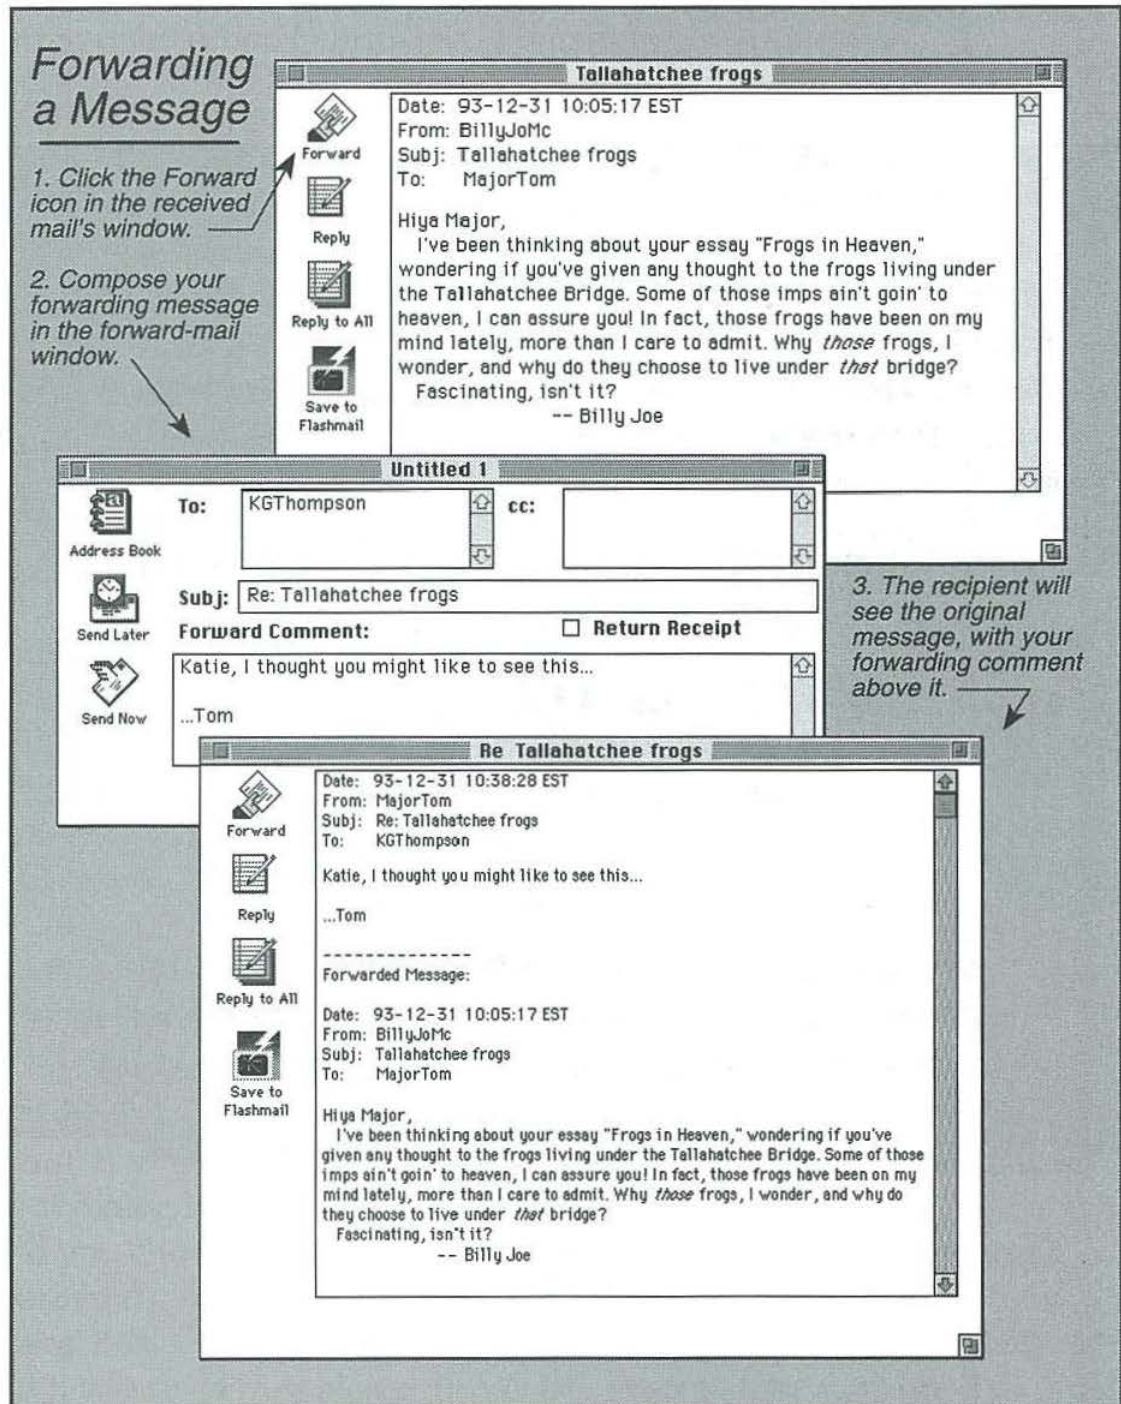 Forwarding
a Message
1. Click the Forward
icon in the received
mail's window.
2. Compose your
forwarding message
in the forward-mail
window.
Tallahatchee frogs
Forward
Reply
Reply to All
Save to
Flashmail
Date: 93-12-31 10:05:17 EST
From: BillyJoMc
Subj: Tallahatchee frogs
To: MajorTom
Hiya Major,
I've been thinking about your essay "Frogs in Heaven,"
wondering if you've given any thought to the frogs living under
the Tallahatchee Bridge. Some of those imps ain't goin' to
heaven, I can assure you! In fact, those frogs have been on my
mind lately, more than I care to admit. Why those frogs, I
wonder, and why do they choose to live under that bridge?
Fascinating, isn't it?
-- Billy Joe
Untitled 1
Address Book
Send Later
Send Now
To: KGThompson cc:
Subj: Re: Tallahatchee frogs
Forward Comment: Return Receipt
Katie, I thought you might like to see this...
...Tom
3. The recipient will
see the original
message, with your
forwarding comment
above it.
Re Tallahatchee frogs
Forward
Reply
Reply to All
Save to
Flashmail
Date: 93-12-31 10:38:28 EST
From: MajorTom
Subj: Re: Tallahatchee frogs
To: KGThompson
Katie, I thought you might like to see this...
...Tom
---------------
Forwarded Message:
Date: 93-12-31 10:05:17 EST
From: BillyJoMc
Subj: Tallahatchee frogs
To: MajorTom
Hiya Major,
I've been thinking about your essay "Frogs in Heaven," wondering if you've
given any thought to the frogs living under the Tallahatchee Bridge. Some of those
imps ain't goin' to heaven, I can assure you! In fact, those frogs have been on my
mind lately, more than I care to admit. Why those frogs, I wonder, and why do
they choose to live under that bridge?
Fascinating, isn't it?
-- Billy Joe